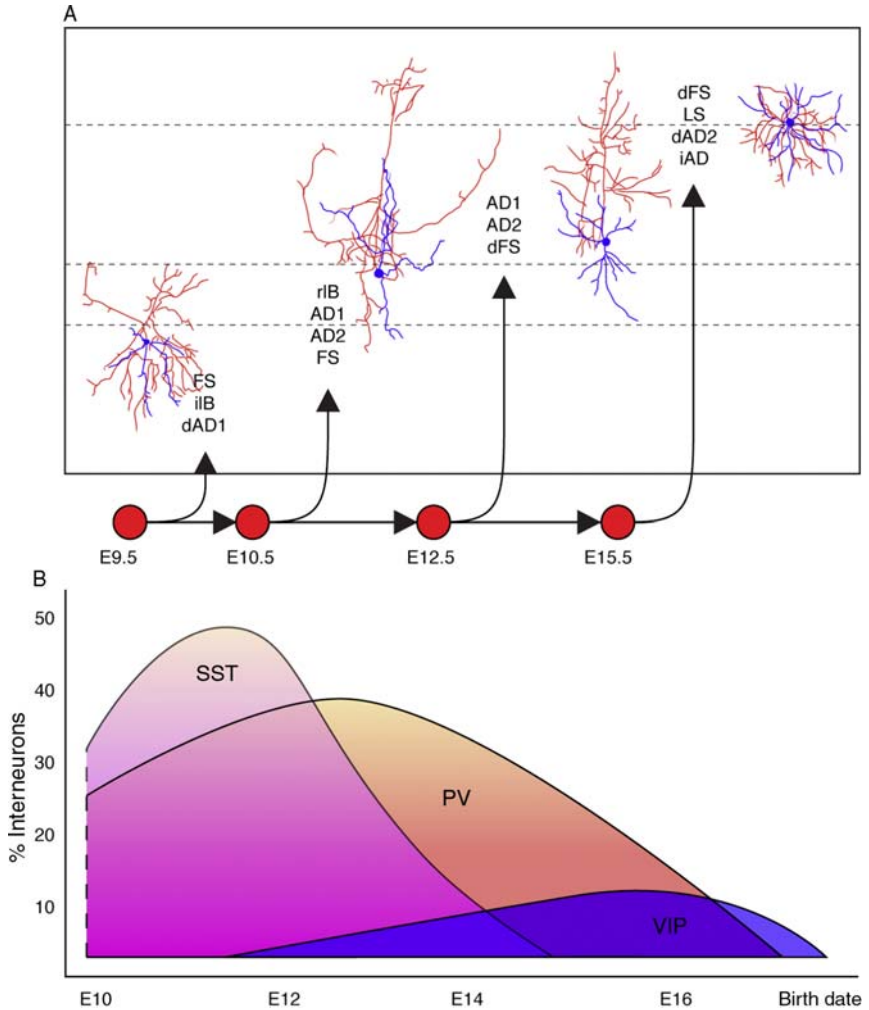 A
FS
iIB
dAD1
rIB
AD1
AD2
FS
AD1
AD2
dFS
dFS
LS
dAD2
iAD
E9.5
E10.5
E12.5
E15.5
B
% Interneurons
50
40
30
20
10
SST
PV
VIP
E10
E12
E14
E16
Birth date